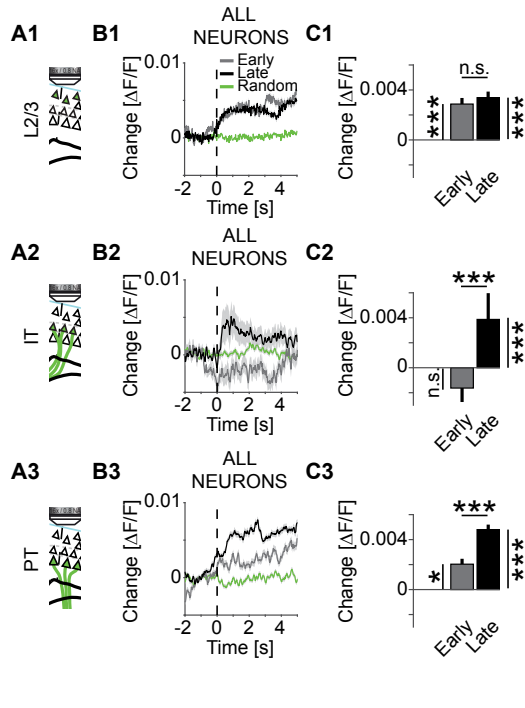 A1
B1
ALL
NEURONS
C1
L2/3
Change [ΔF/F]
0.01
0
Early
Late
Random
-2 0 2 4
Time [s]
Change [ΔF/F]
0.004
0
n.s.
***
***
Early
Late
A2
B2
ALL
NEURONS
C2
IT
Change [ΔF/F]
0.01
0
-2 0 2 4
Time [s]
Change [ΔF/F]
0.004
0
***
n.s.
***
Early
Late
A3
B3
ALL
NEURONS
C3
PT
Change [ΔF/F]
0.01
0
-2 0 2 4
Time [s]
Change [ΔF/F]
0.004
0
***
*
***
Early
Late